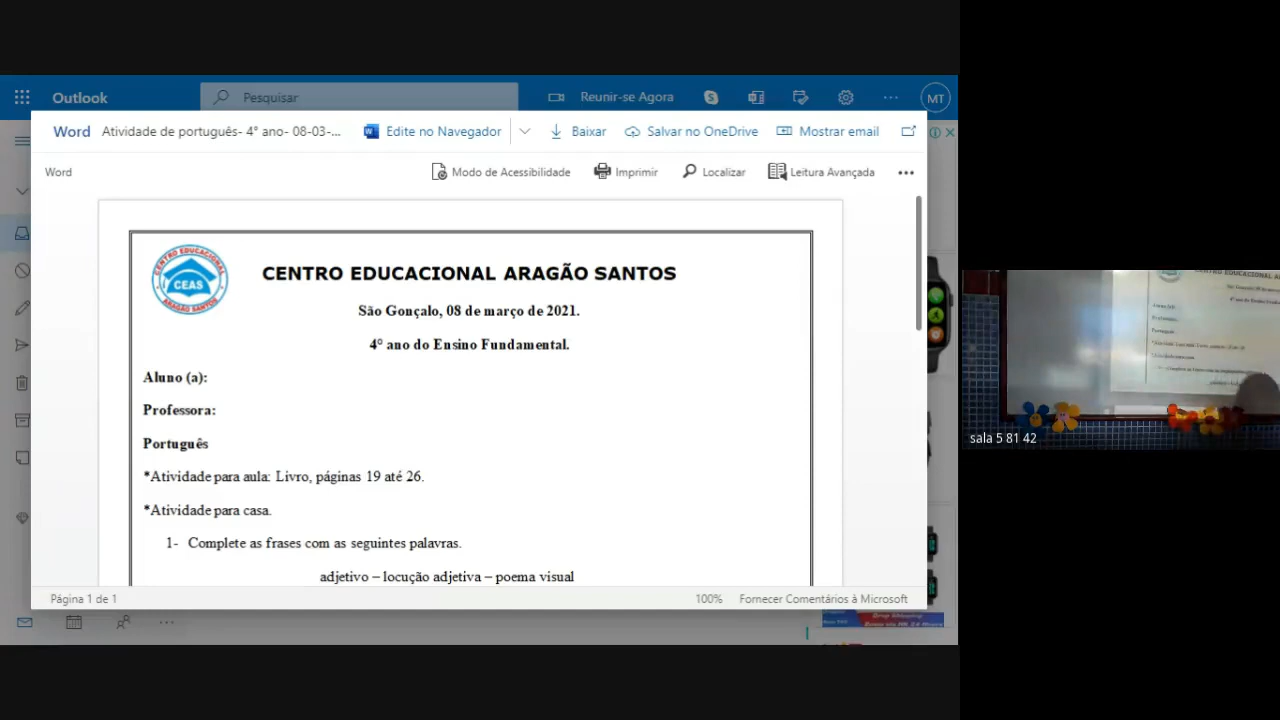 Outlook
Pesquisar
Reunir-se Agora
MT
Word Atividade de português- 4° ano- 08-03-...
Edite no Navegador
Baixar
Salvar no OneDrive
Mostrar email
Word
Modo de Acessibilidade
Imprimir
Localizar
Leitura Avançada
CENTRO EDUCACIONAL
CEAS
ARAGÃO SANTOS
CENTRO EDUCACIONAL ARAGÃO SANTOS
São Gonçalo, 08 de março de 2021.
4° ano do Ensino Fundamental.
Aluno (a):
Professora:
Português
*Atividade para aula: Livro, páginas 19 até 26.
*Atividade para casa.
1- Complete as frases com as seguintes palavras.
adjetivo – locução adjetiva – poema visual
Página 1 de 1
100%
Fornecer Comentários à Microsoft
sala 5 81 42